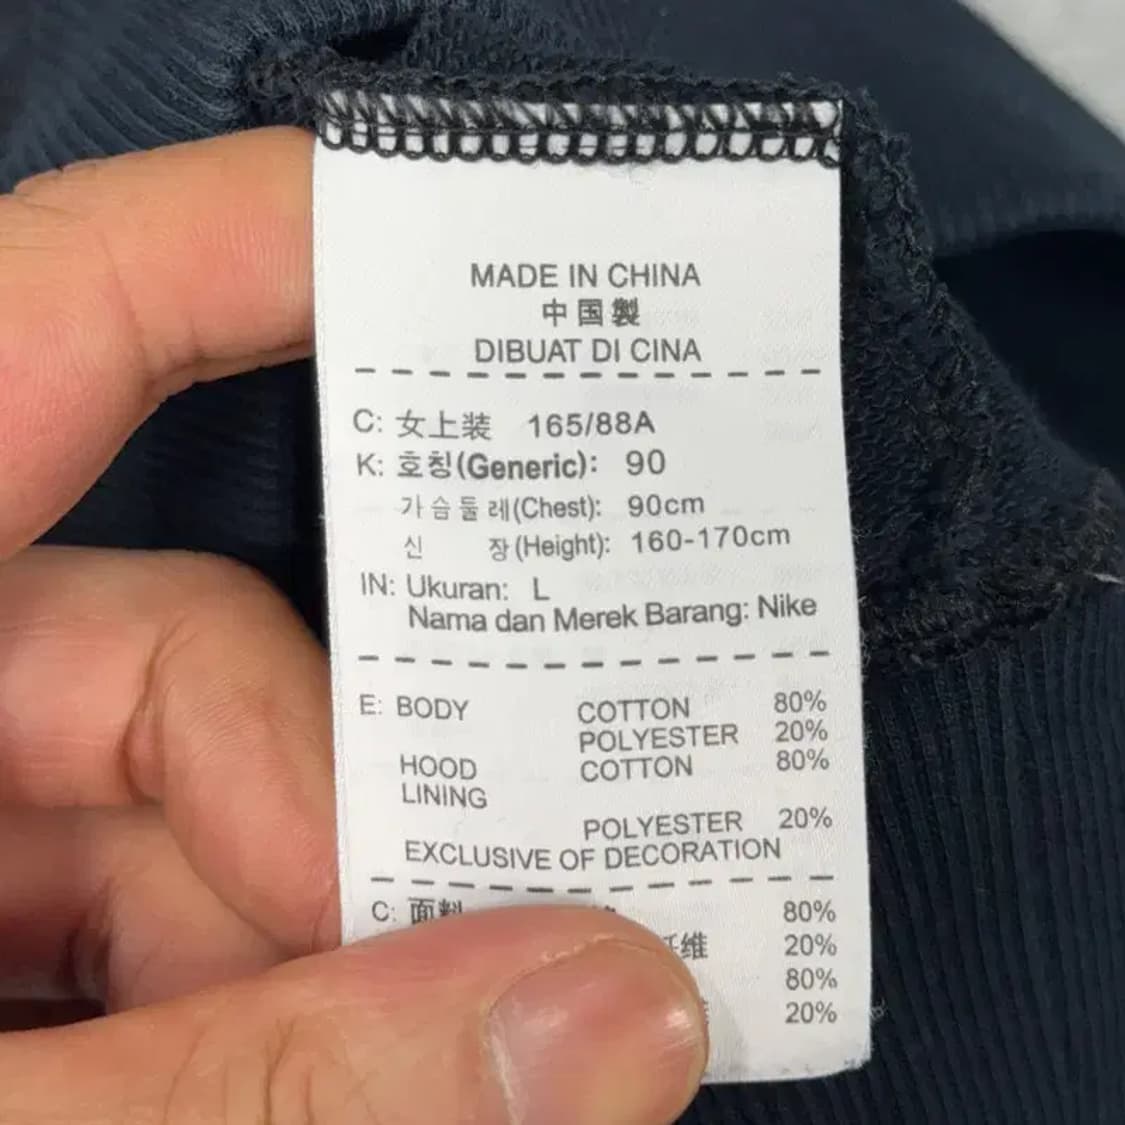 MADE IN CHINA
中国製
DIBUAT DI CINA
C: 女上装 165/88A
K: 호칭(Generic): 90
가슴둘레(Chest): 90cm
신 장(Height): 160-170cm
IN: Ukuran: L
Nama dan Merek Barang: Nike
E: BODY COTTON 80%
POLYESTER 20%
HOOD COTTON 80%
LINING
POLYESTER 20%
EXCLUSIVE OF DECORATION
C: 面料 80%
纤维 20%
80%
20%